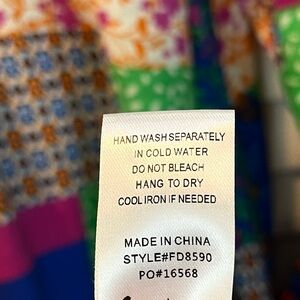 HAND WASH SEPARATELY
IN COLD WATER
DO NOT BLEACH
HANG TO DRY
COOL IRON IF NEEDED
MADE IN CHINA
STYLE#FD8590
PO#16568